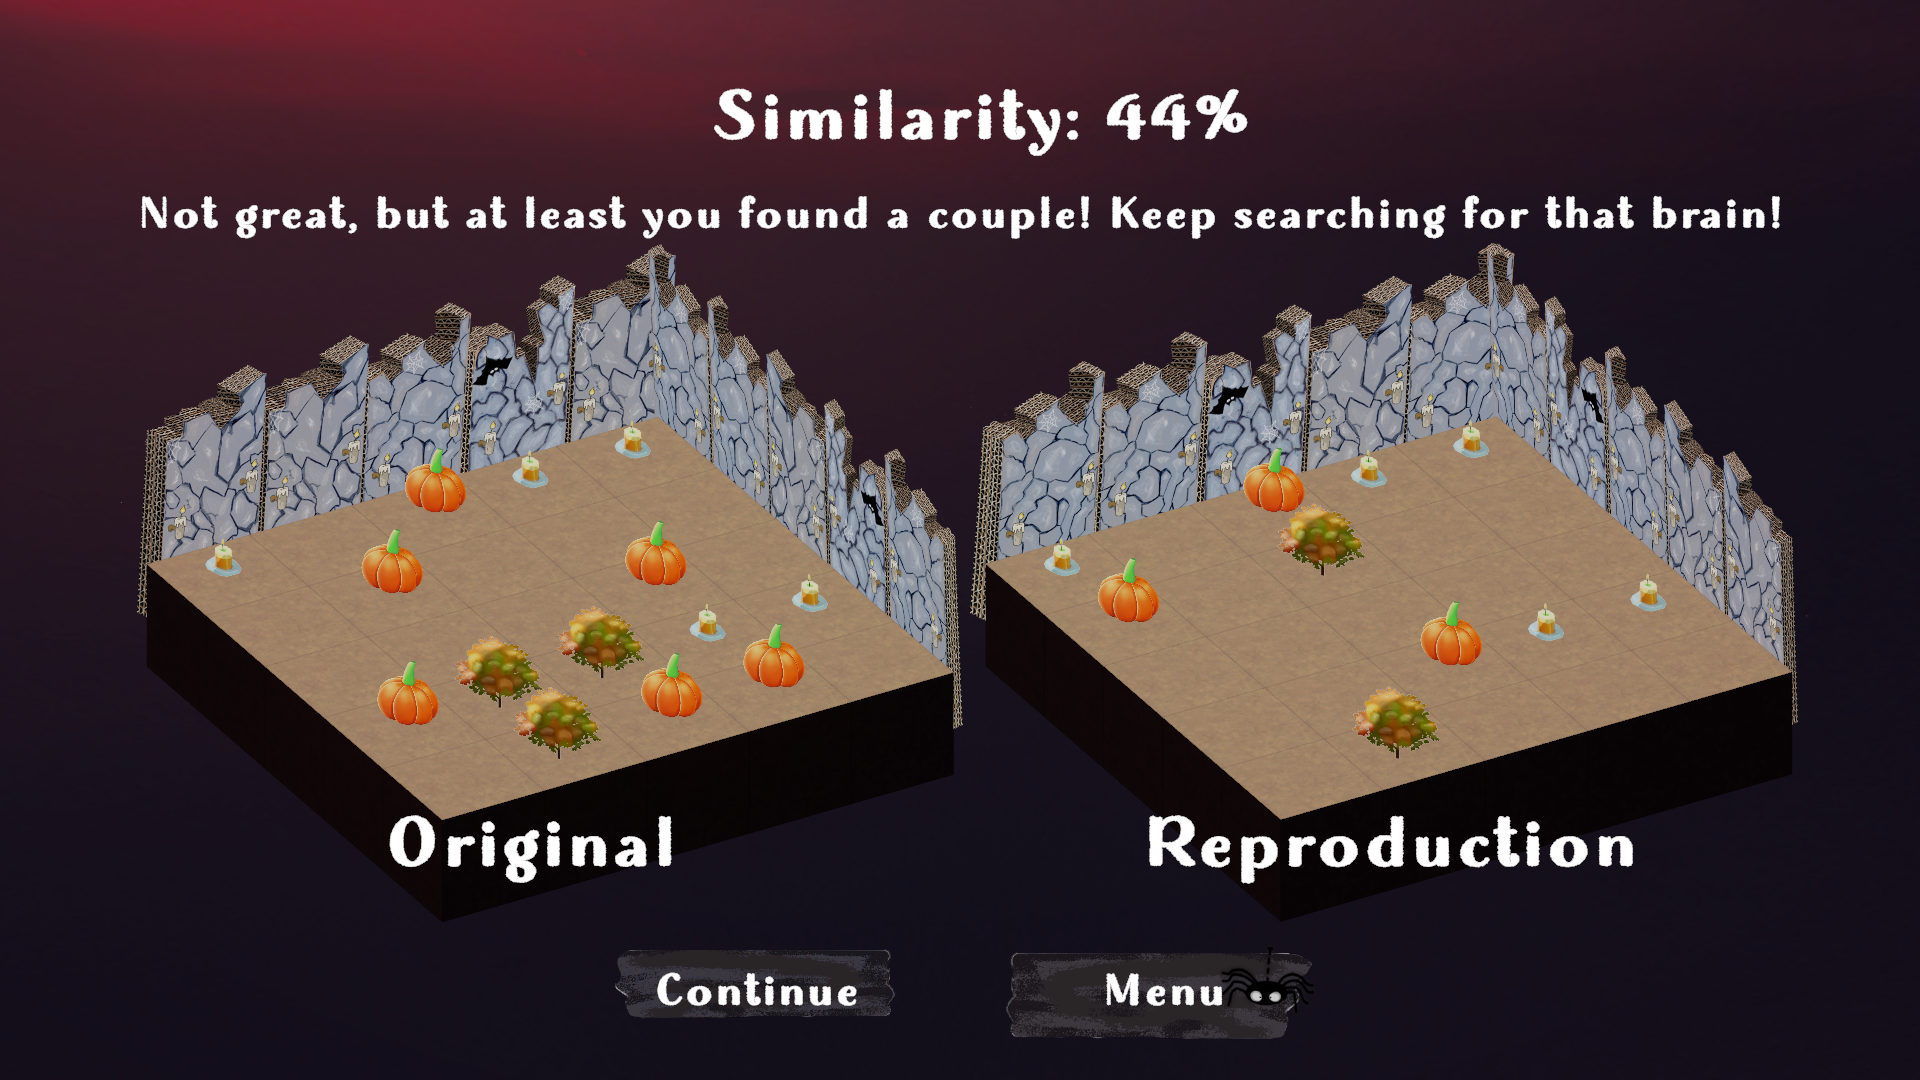 Similarity: 44%
Not great, but at least you found a couple! Keep searching for that brain!
Original
Reproduction
Continue
Menu